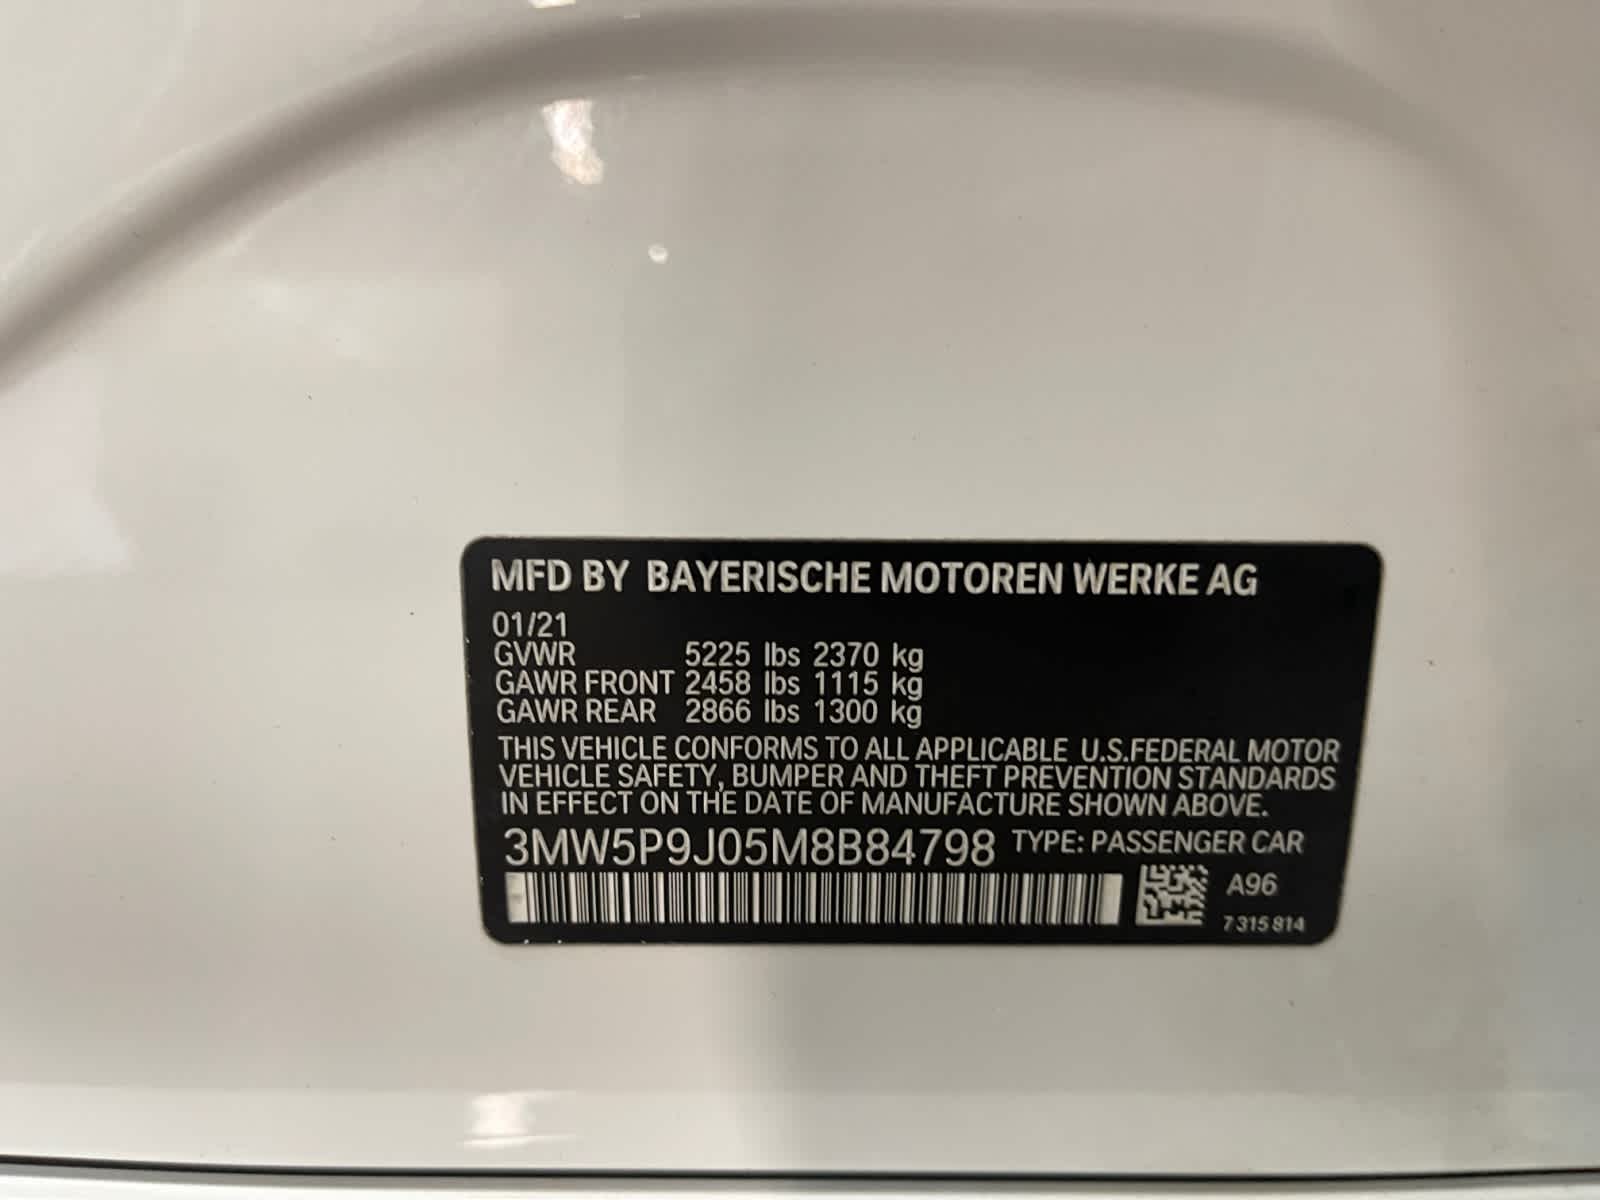 MFD BY BAYERISCHE MOTOREN WERKE AG
01/21
GVWR 5225 lbs 2370 kg
GAWR FRONT 2458 lbs 1115 kg
GAWR REAR 2866 lbs 1300 kg
THIS VEHICLE CONFORMS TO ALL APPLICABLE U.S.FEDERAL MOTOR
VEHICLE SAFETY, BUMPER AND THEFT PREVENTION STANDARDS
IN EFFECT ON THE DATE OF MANUFACTURE SHOWN ABOVE.
3MW5P9J05M8B84798 TYPE: PASSENGER CAR
A96
7 315 814